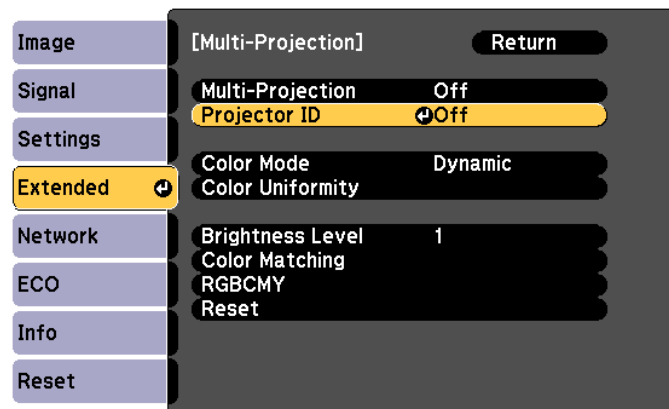 Image
Signal
Settings
Extended
Network
ECO
Info
Reset
[Multi-Projection] Return
Multi-Projection Off
Projector ID Off
Color Mode Dynamic
Color Uniformity
Brightness Level 1
Color Matching
RGBCMY
Reset